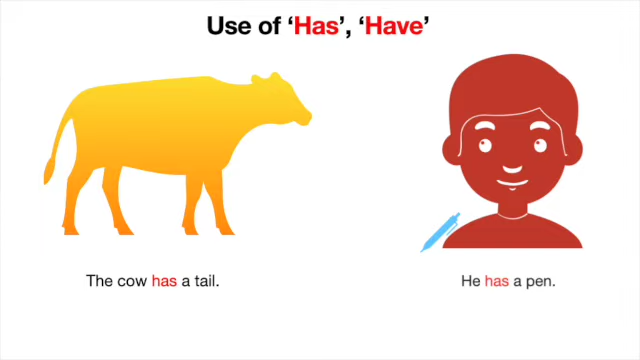 Use of ‘Has’, ‘Have’
The cow has a tail.
He has a pen.